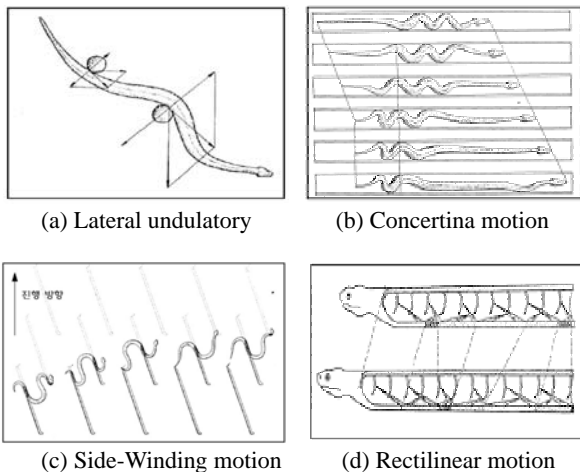 (a) Lateral undulatory
(b) Concertina motion
진행 방향
(c) Side-Winding motion
(d) Rectilinear motion